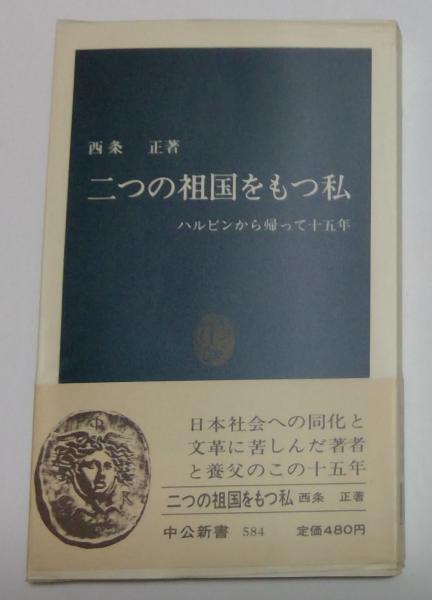 西条 正著
二つの祖国をもつ私
ハルピンから帰って十五年
日本社会への同化と
文革に苦しんだ著者
と養父のこの十五年
二つの祖国をもつ私 西条 正著
中公新書 584 定価480円